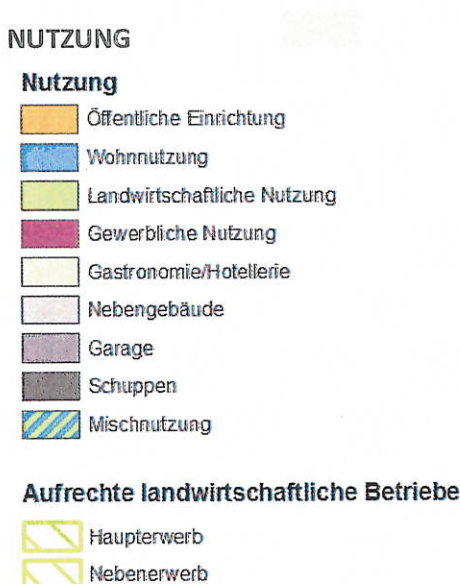 NUTZUNG
Nutzung
Öffentliche Einrichtung
Wohnnutzung
Landwirtschaftliche Nutzung
Gewerbliche Nutzung
Gastronomie/Hotellerie
Nebengebäude
Garage
Schuppen
Mischnutzung
Aufrechte landwirtschaftliche Betriebe
Haupterwerb
Nebenerwerb